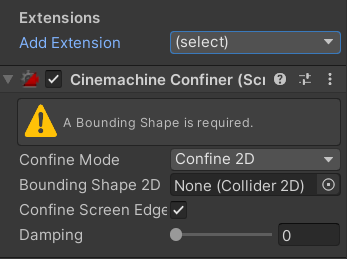 Extensions
Add Extension (select)
Cinemachine Confiner (Scr
A Bounding Shape is required.
Confine Mode Confine 2D
Bounding Shape 2D None (Collider 2D)
Confine Screen Edge
Damping 0